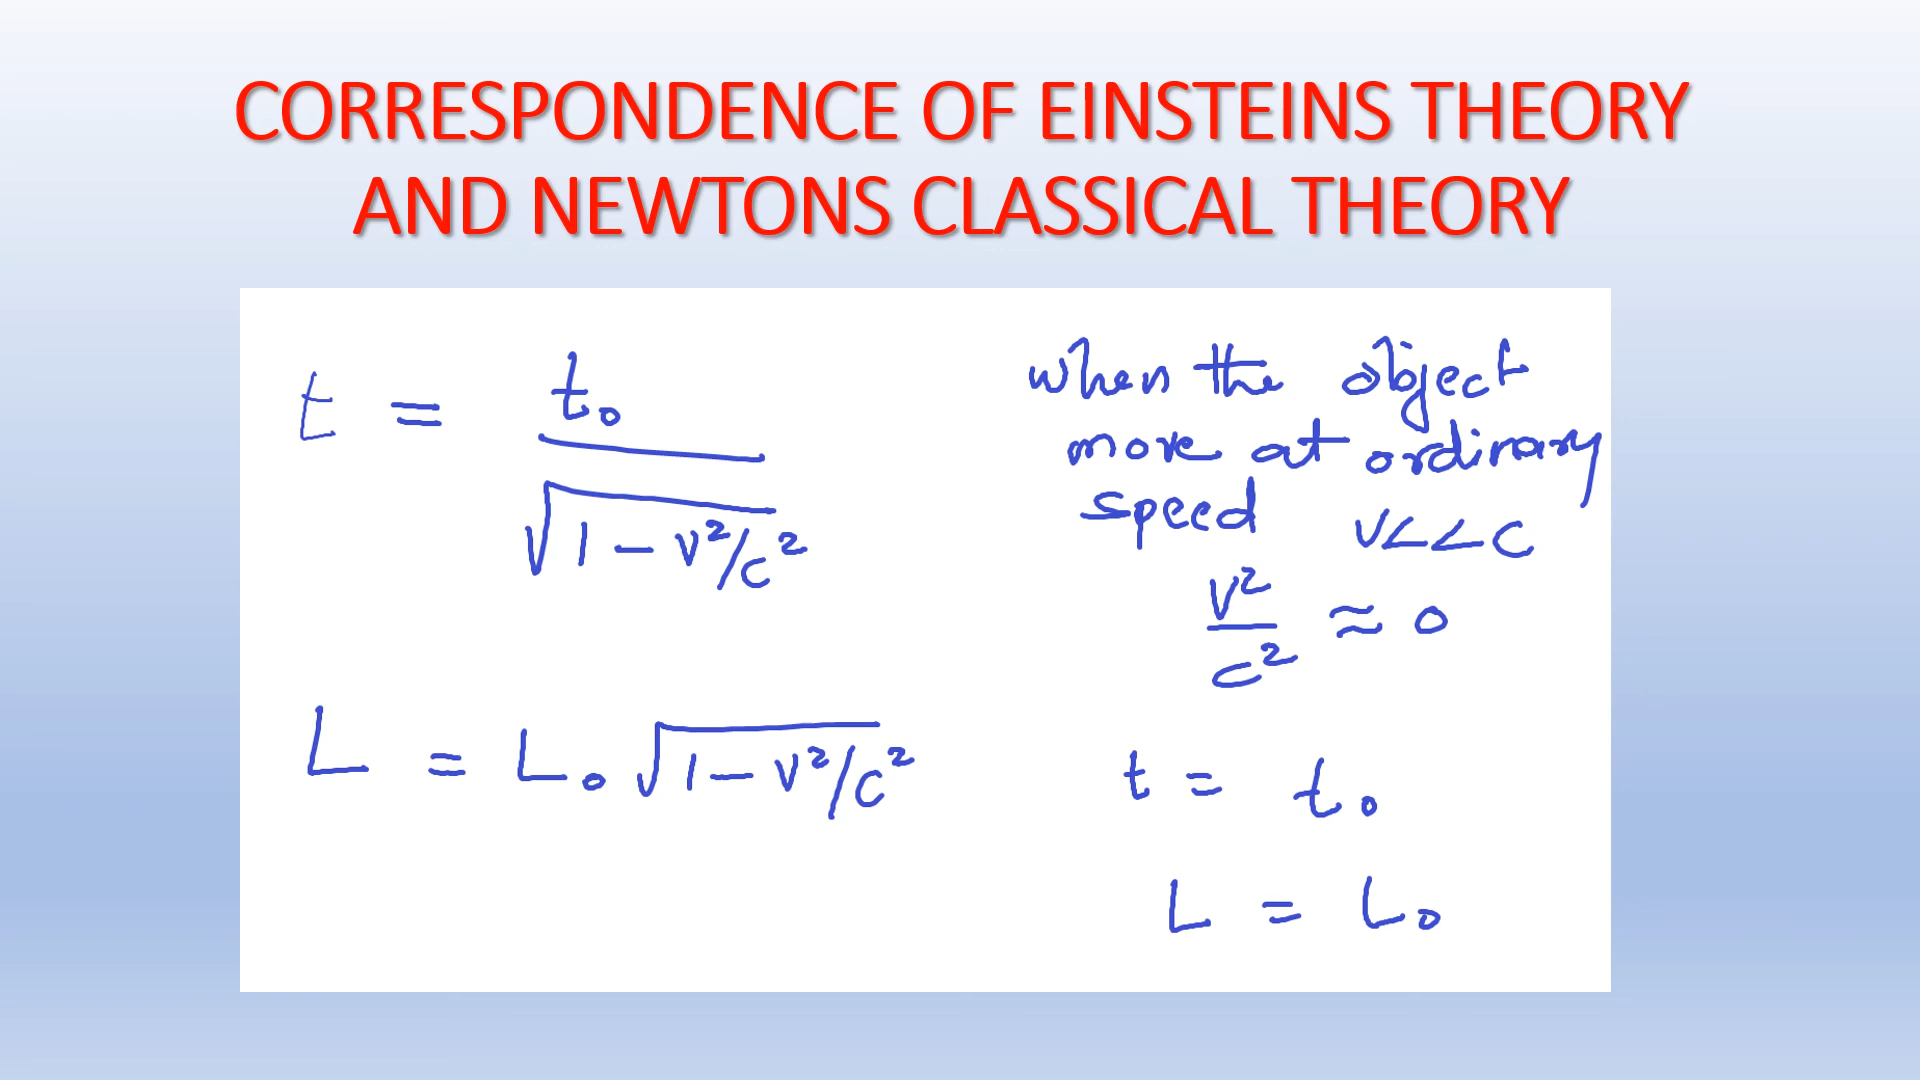 CORRESPONDENCE OF EINSTEINS THEORY
AND NEWTONS CLASSICAL THEORY
t = t₀ / √(1 - v²/c²)
L = L₀ √(1 - v²/c²)
when the object
move at ordinary
speed v << c
v²/c² ≈ 0
t = t₀
L = L₀